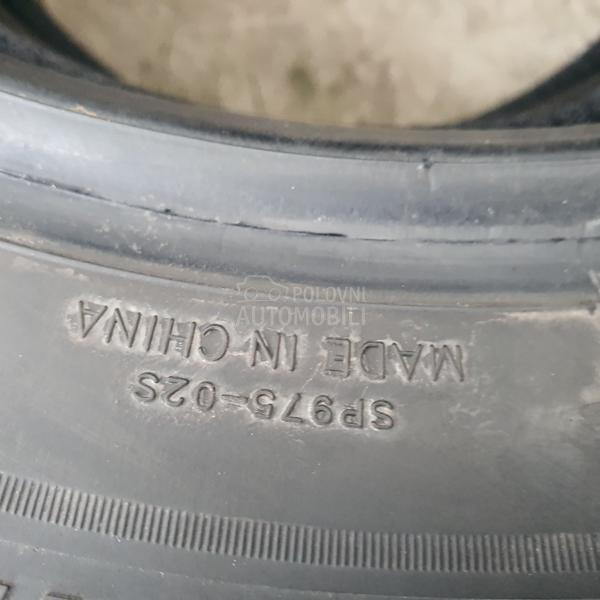 SP975-02S
MADE IN CHINA
POLOVNI
AUTOMOBILI